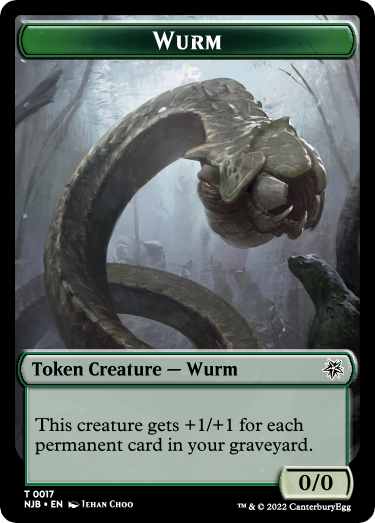 Wurm
Token Creature — Wurm
This creature gets +1/+1 for each
permanent card in your graveyard.
0/0
T 0017
NJB • EN Jehan Choo
™ & © 2022 CanterburyEgg